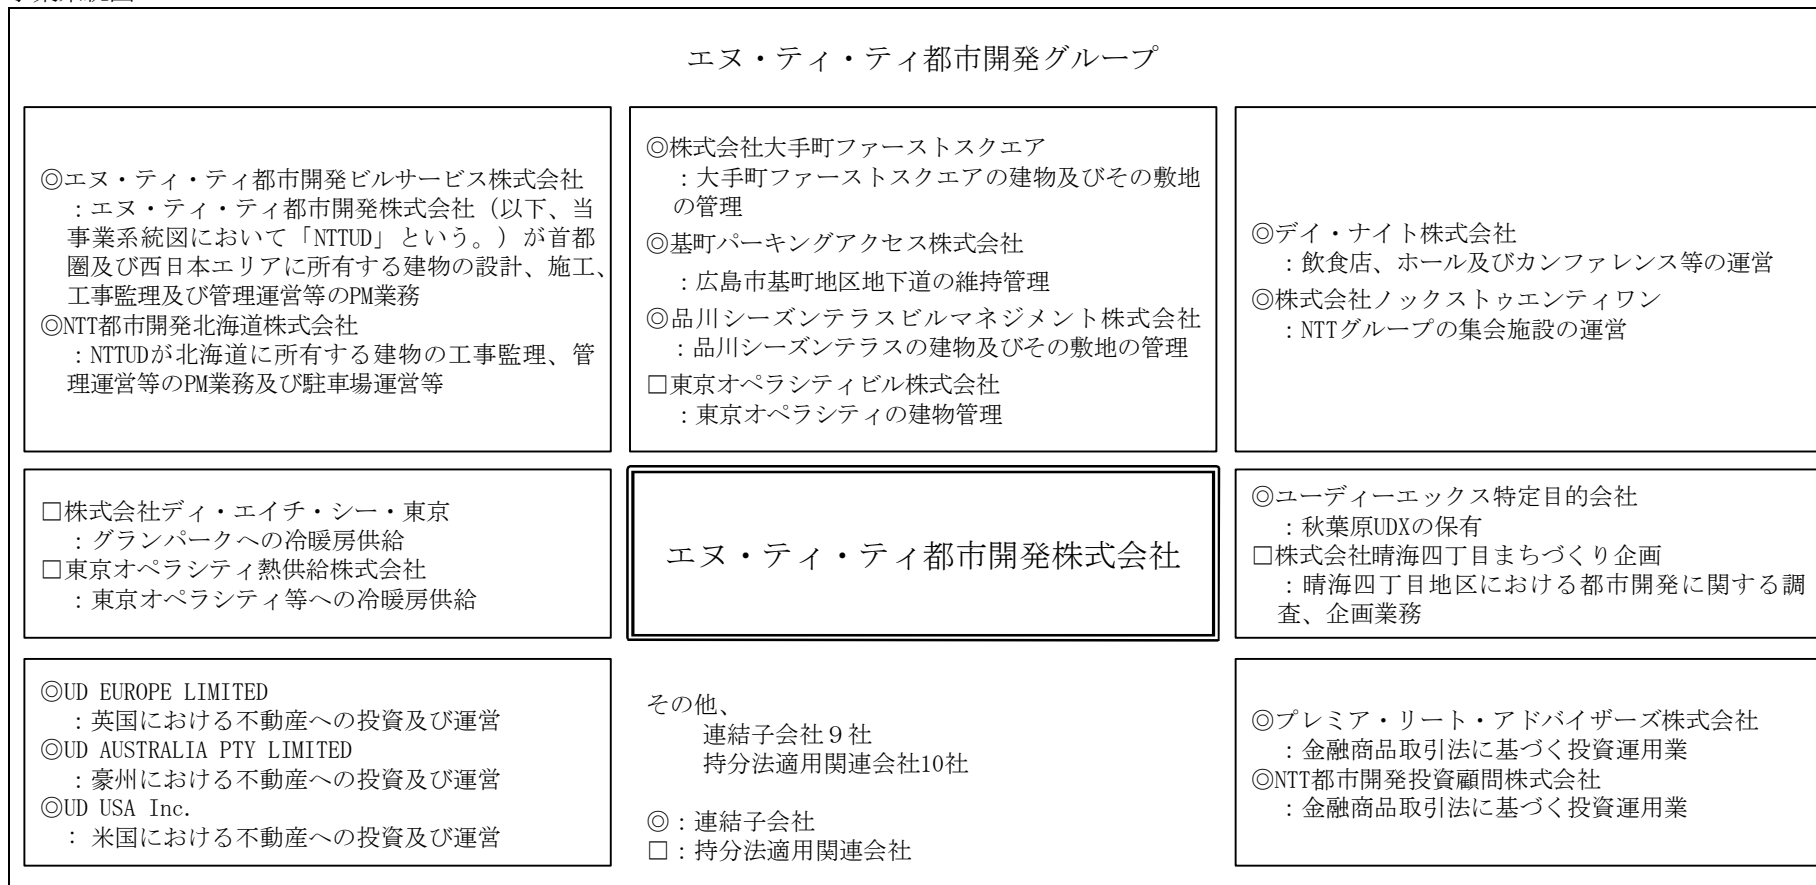 エヌ・ティ・ティ都市開発グループ
◎エヌ・ティ・ティ都市開発ビルサービス株式会社
：エヌ・ティ・ティ都市開発株式会社（以下、当
事業系統図において「NTTUD」という。）が首都
圏及び西日本エリアに所有する建物の設計、施工、
工事監理及び管理運営等のPM業務
◎NTT都市開発北海道株式会社
：NTTUDが北海道に所有する建物の工事監理、管
理運営等のPM業務及び駐車場運営等
◎株式会社大手町ファーストスクエア
：大手町ファーストスクエアの建物及びその敷地
の管理
◎基町パーキングアクセス株式会社
：広島市基町地区地下道の維持管理
◎品川シーズンテラスビルマネジメント株式会社
：品川シーズンテラスの建物及びその敷地の管理
□東京オペラシティビル株式会社
：東京オペラシティの建物管理
◎デイ・ナイト株式会社
：飲食店、ホール及びカンファレンス等の運営
◎株式会社ノックストゥエンティワン
：NTTグループの集会施設の運営
□株式会社ディ・エイチ・シー・東京
：グランパークへの冷暖房供給
□東京オペラシティ熱供給株式会社
：東京オペラシティ等への冷暖房供給
エヌ・ティ・ティ都市開発株式会社
◎ユーディーエックス特定目的会社
：秋葉原UDXの保有
□株式会社晴海四丁目まちづくり企画
：晴海四丁目地区における都市開発に関する調
査、企画業務
◎UD EUROPE LIMITED
：英国における不動産への投資及び運営
◎UD AUSTRALIA PTY LIMITED
：豪州における不動産への投資及び運営
◎UD USA Inc.
： 米国における不動産への投資及び運営
その他、
連結子会社９社
持分法適用関連会社10社
◎：連結子会社
□：持分法適用関連会社
◎プレミア・リート・アドバイザーズ株式会社
：金融商品取引法に基づく投資運用業
◎NTT都市開発投資顧問株式会社
：金融商品取引法に基づく投資運用業